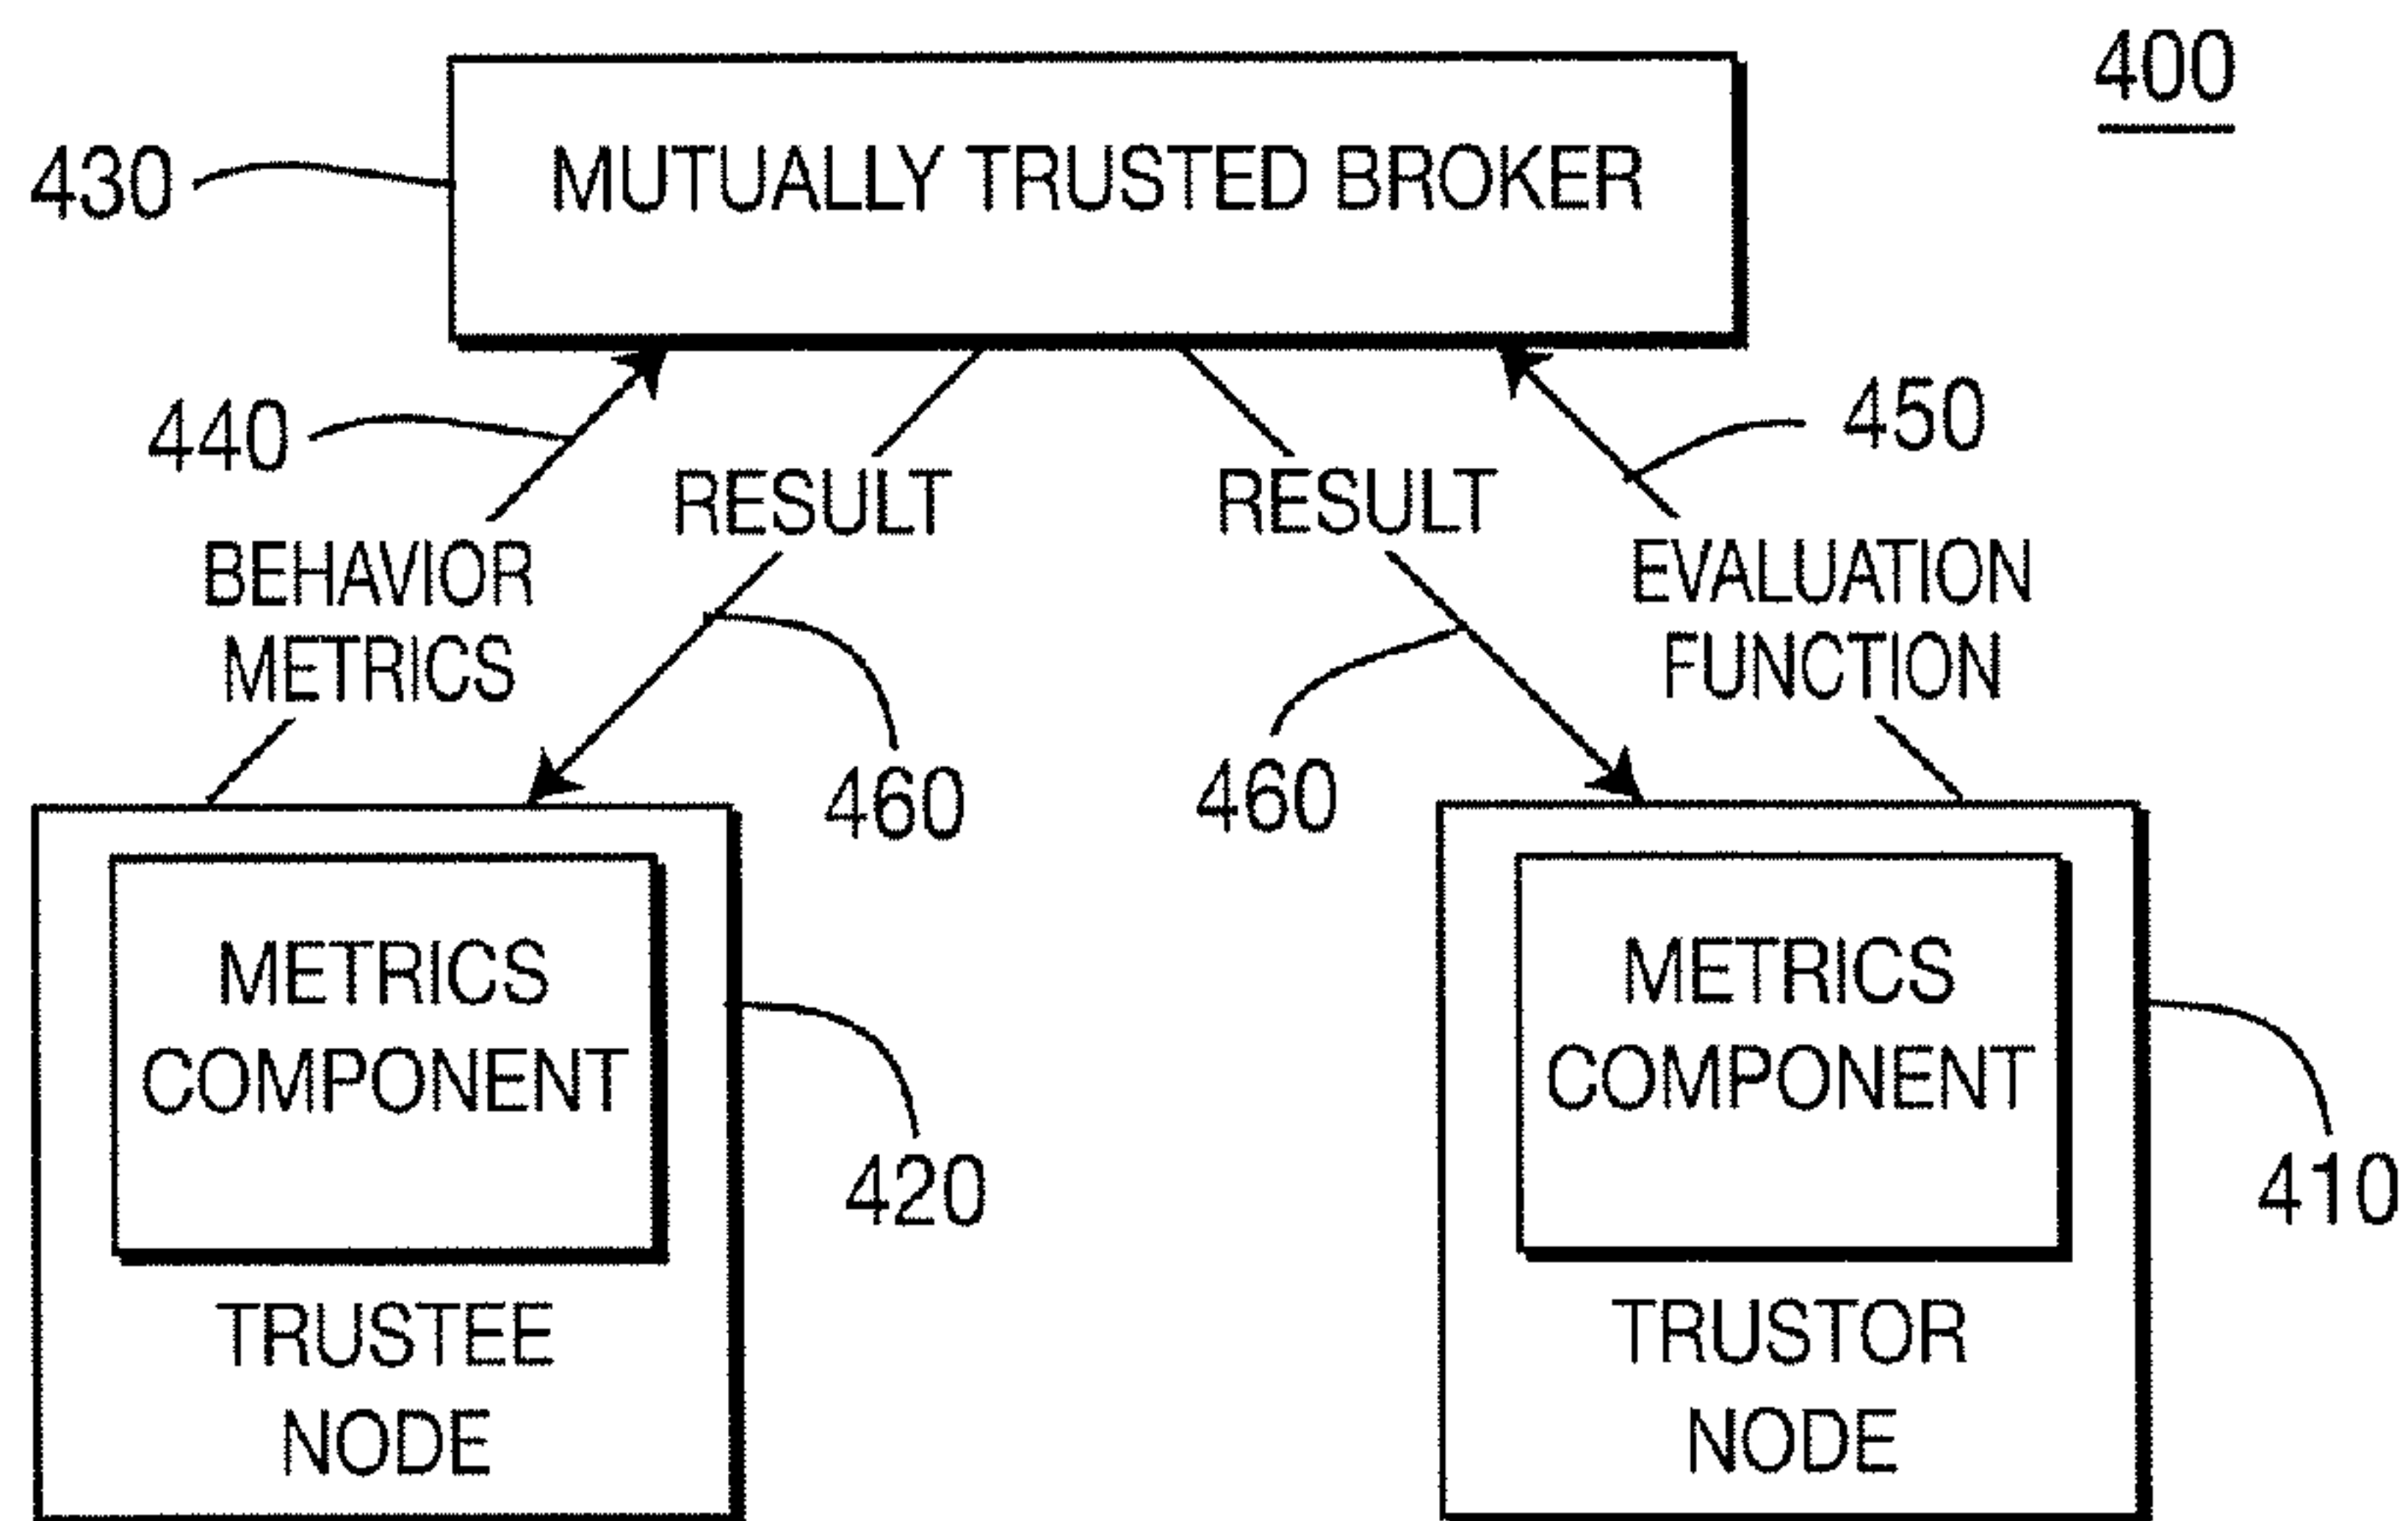 400
430
MUTUALLY TRUSTED BROKER
440
450
RESULT
RESULT
BEHAVIOR
METRICS
EVALUATION
FUNCTION
460
460
METRICS
COMPONENT
METRICS
COMPONENT
420
410
TRUSTEE
NODE
TRUSTOR
NODE